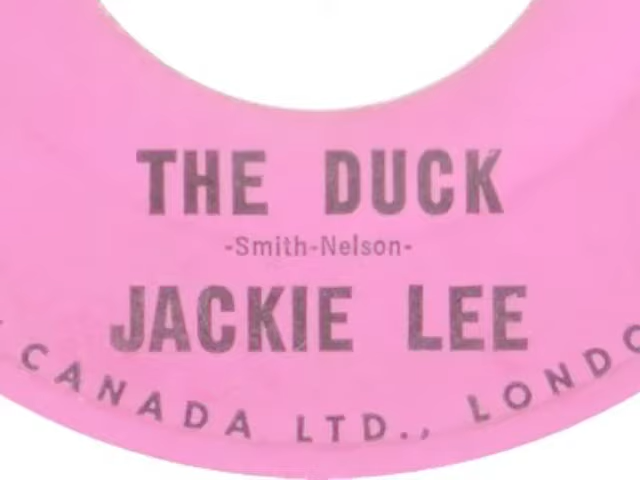 THE DUCK
-Smith-Nelson-
JACKIE LEE
CANADA LTD., LONDO